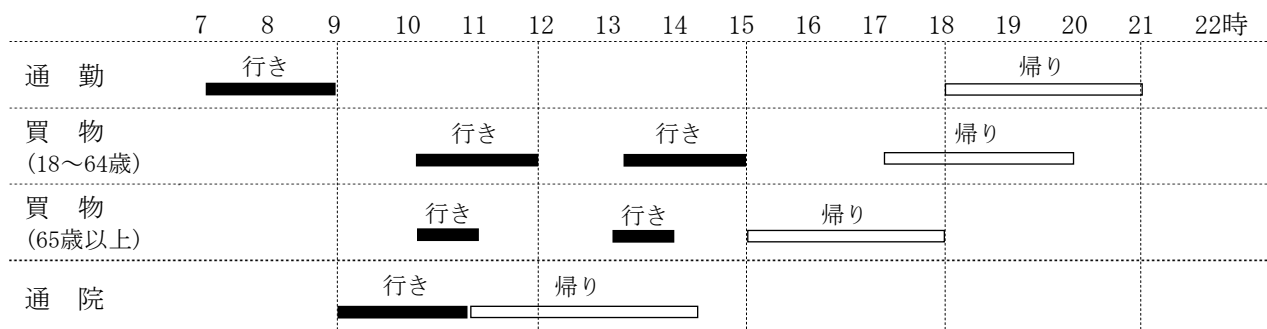 7 8 9 10 11 12 13 14 15 16 17 18 19 20 21 22時
通 勤 行き 帰り
買 物 行き 行き 帰り
(18～64歳)
買 物 行き 行き 帰り
(65歳以上)
通 院 行き 帰り